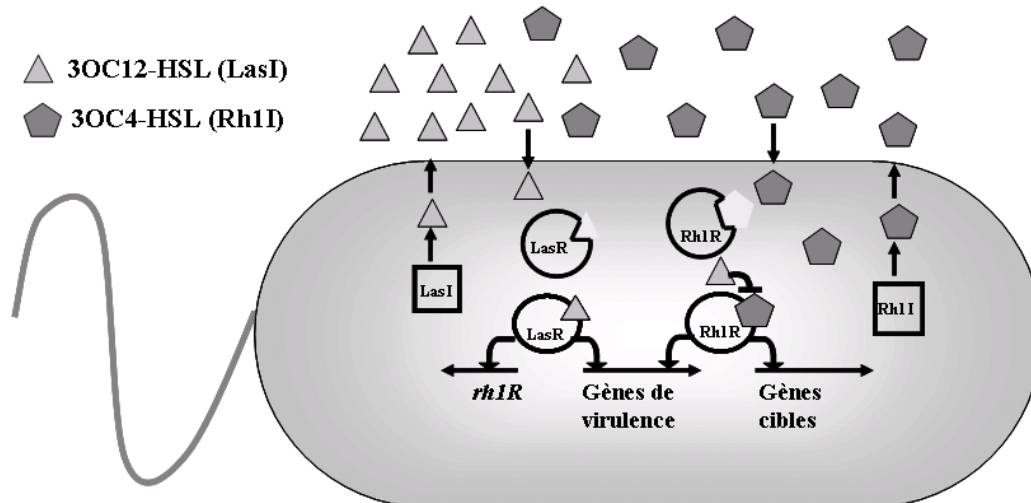 3OC12-HSL (LasI)
3OC4-HSL (Rh1I)
LasR
Rh1R
LasI
Rh1I
LasR
Rh1R
rh1R
Gènes de
virulence
Gènes
cibles